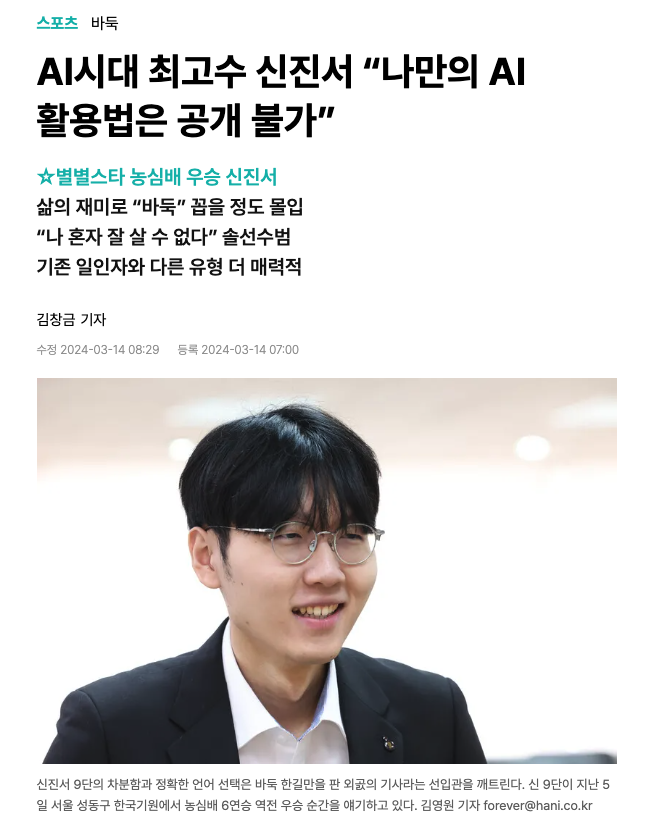 스포츠 바둑
AI시대 최고수 신진서 “나만의 AI
활용법은 공개 불가”
☆별별스타 농심배 우승 신진서
삶의 재미로 “바둑” 꼽을 정도 몰입
“나 혼자 잘 살 수 없다” 솔선수범
기존 일인자와 다른 유형 더 매력적
김창금 기자
수정 2024-03-14 08:29 등록 2024-03-14 07:00
신진서 9단의 차분함과 정확한 언어 선택은 바둑 한길만을 판 외곬의 기사라는 선입관을 깨트린다. 신 9단이 지난 5
일 서울 성동구 한국기원에서 농심배 6연승 역전 우승 순간을 얘기하고 있다. 김영원 기자 forever@hani.co.kr